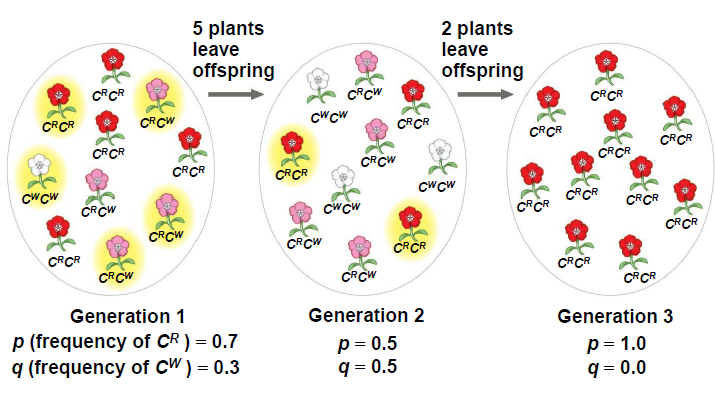 5 plants
leave
offspring
2 plants
leave
offspring
CᴿCᴿ
CᴿCᴿ
CᴿCᵂ
CᴿCᴿ
CᴿCᴿ
CᵂCᵂ
CᴿCᵂ
CᴿCᵂ
CᴿCᴿ
CᴿCᵂ
CᴿCᵂ
CᵂCᵂ
CᴿCᴿ
CᴿCᵂ
CᴿCᴿ
CᵂCᵂ
CᵂCᵂ
CᴿCᵂ
CᴿCᴿ
CᴿCᵂ
CᴿCᴿ
CᴿCᴿ
CᴿCᴿ
CᴿCᴿ
CᴿCᴿ
CᴿCᴿ
CᴿCᴿ
CᴿCᴿ
CᴿCᴿ
Generation 1
p (frequency of Cᴿ) = 0.7
q (frequency of Cᵂ) = 0.3
Generation 2
p = 0.5
q = 0.5
Generation 3
p = 1.0
q = 0.0